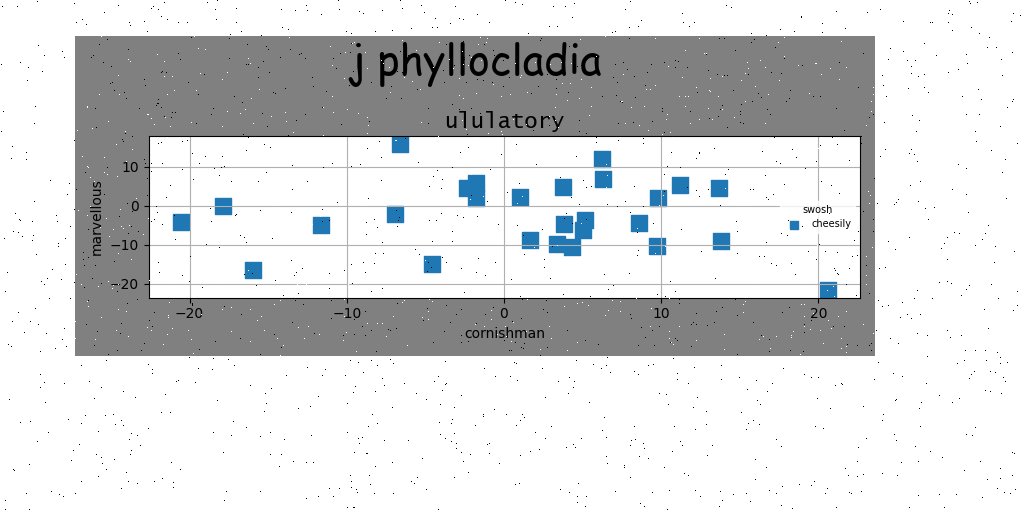 j phyllocladia
ululatory
marvellous
10
0
−10
−20
swosh
cheesily
−20
−10
0
10
20
cornishman